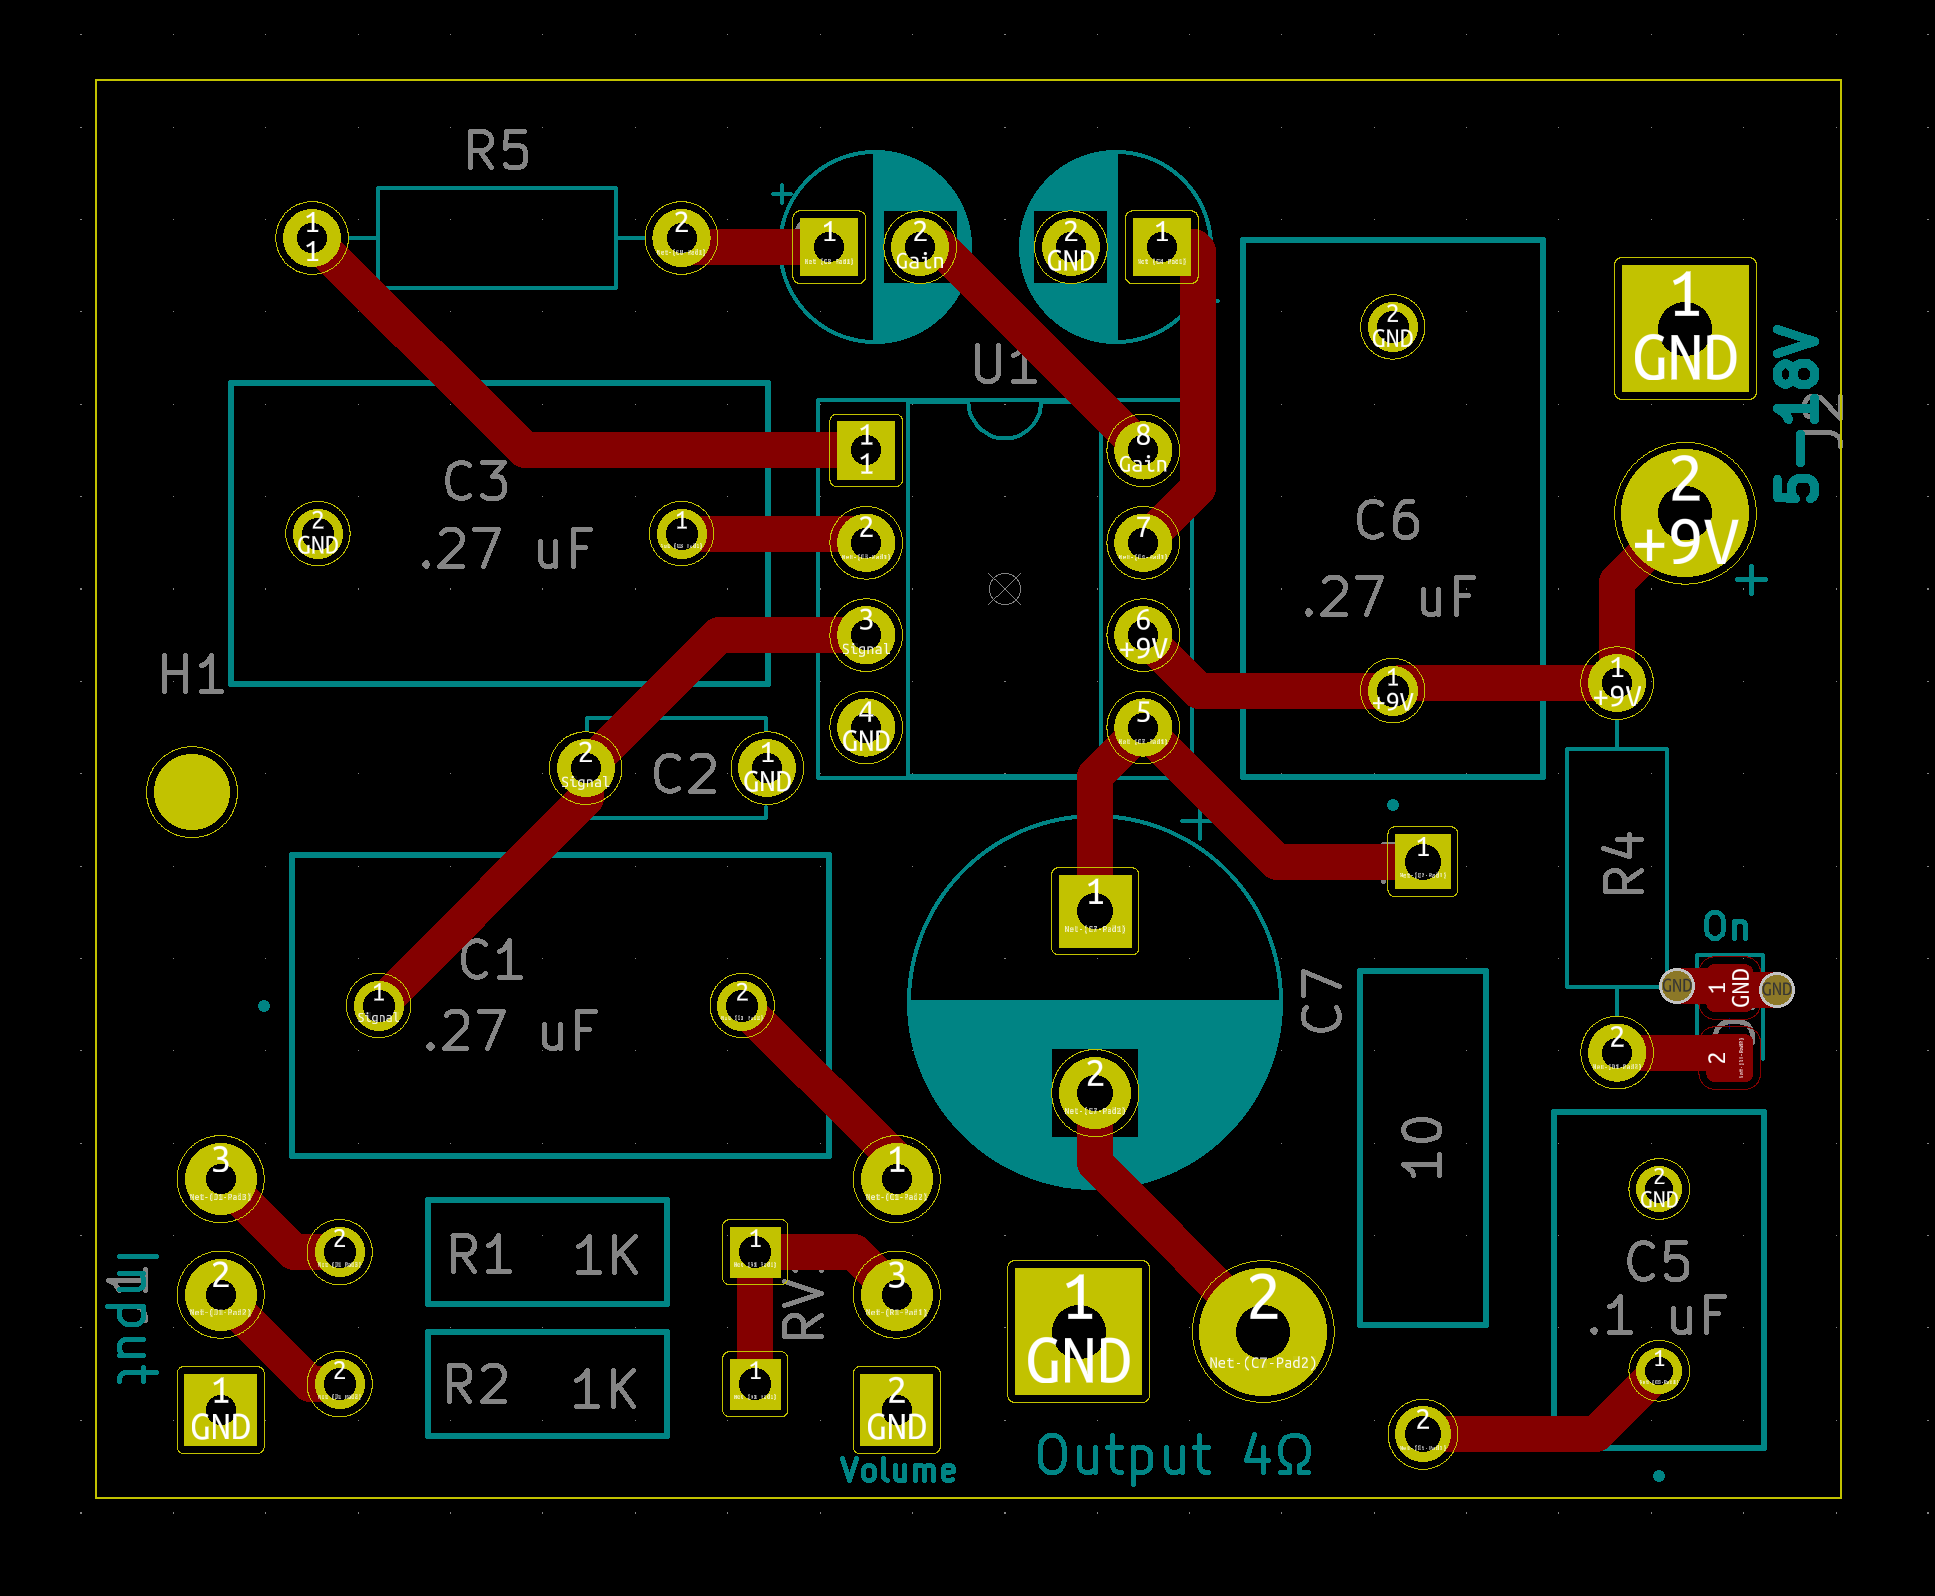 R5
1
1
2
1
2
Gain
2
GND
1
U1
2
GND
1
GND
5-18V
J2
C3
.27 uF
2
GND
1
1
1
2
3
Signal
4
GND
8
Gain
7
6
+9V
5
C6
.27 uF
1
+9V
2
+9V
+
1
+9V
H1
2
Signal
C2
1
GND
+
+
1
R4
On
GND
1
GND
GND
2
2
C1
.27 uF
1
Signal
2
1
C7
2
Net-(C7-Pad2)
10
3
2
Input
1
GND
2
R1 1K
1
2
R2 1K
1
RV
1
3
2
GND
Volume
1
GND
2
Net-(C7-Pad2)
Output 4Ω
2
GND
C5
.1 uF
1
2